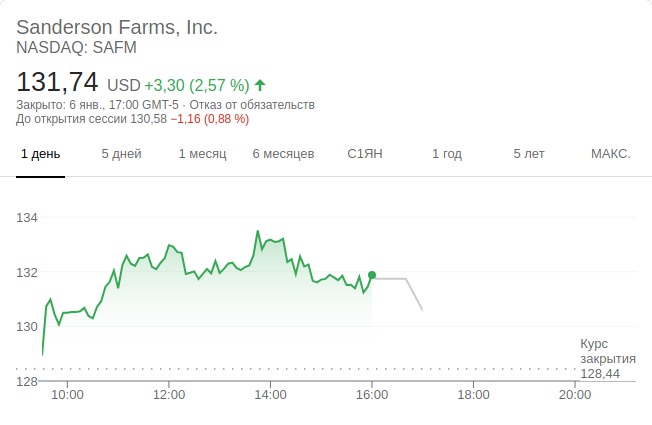 Sanderson Farms, Inc.
NASDAQ: SAFM
131,74 USD +3,30 (2,57 %)
Закрыто: 6 янв., 17:00 GMT-5 · Отказ от обязательств
До открытия сессии 130,58 −1,16 (0,88 %)
1 день 5 дней 1 месяц 6 месяцев С1ЯН 1 год 5 лет МАКС.
134
132
130
Курс
закрытия
128,44
128
10:00 12:00 14:00 16:00 18:00 20:00